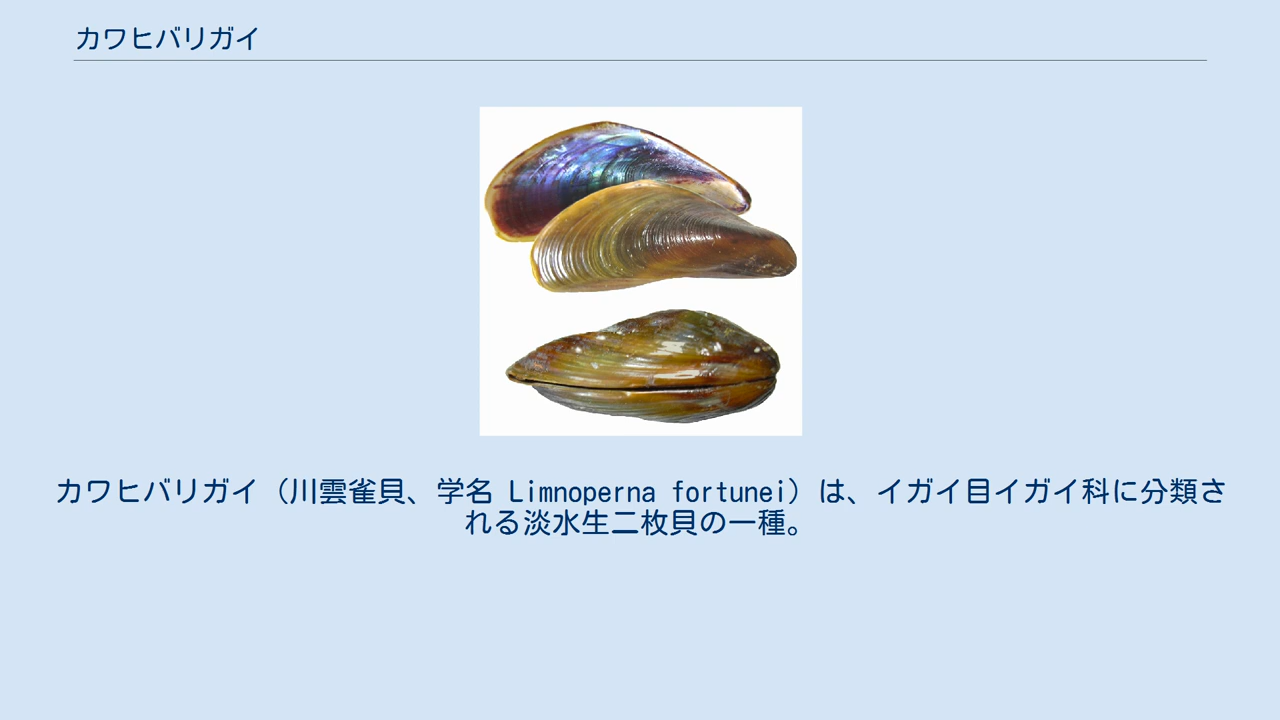 カワヒバリガイ
カワヒバリガイ（川雲雀貝、学名 Limnoperna fortunei）は、イガイ目イガイ科に分類さ
れる淡水生二枚貝の一種。